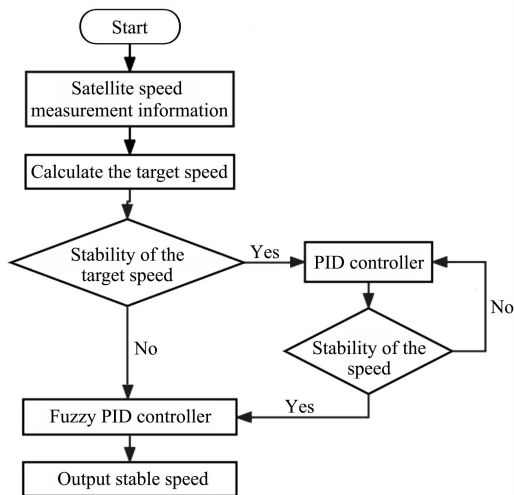 Start
Satellite speed
measurement information
Calculate the target speed
Stability of the
target speed
Yes
PID controller
No
Stability of the
speed
No
Yes
Fuzzy PID controller
Output stable speed